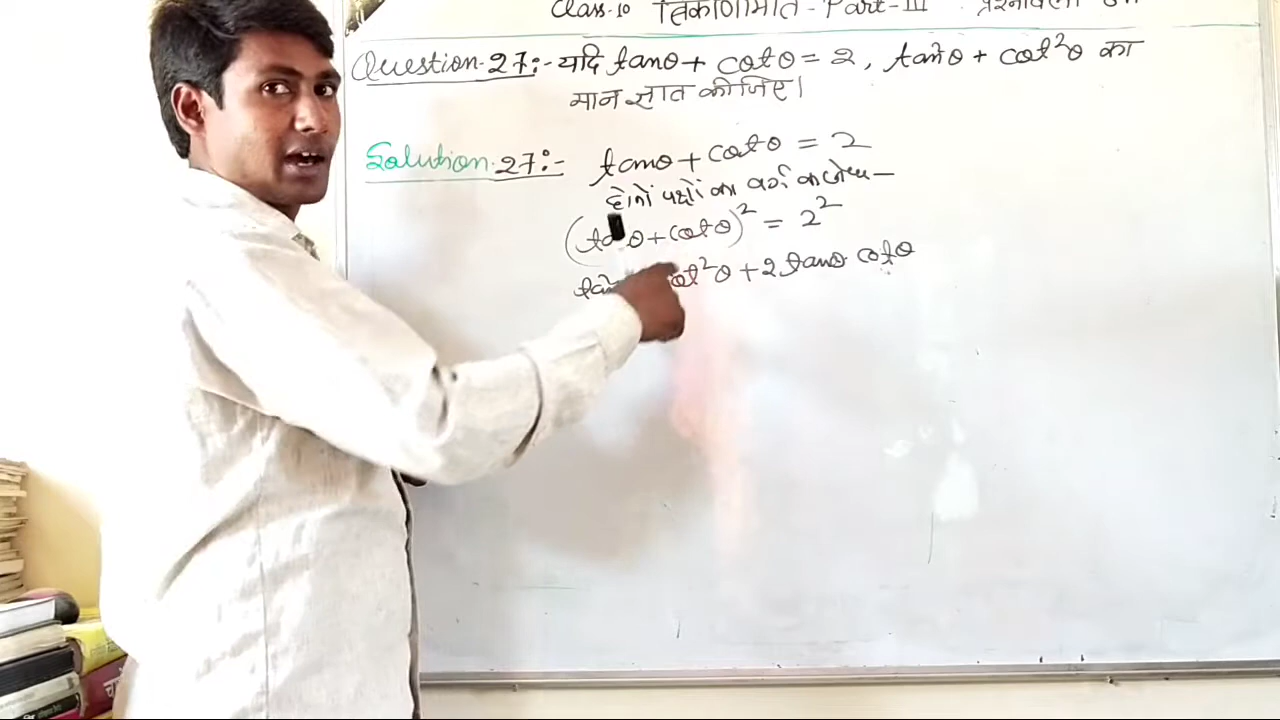 Class-10 त्रिकोणमिति-Part-III प्रश्नावली
Question-27:- यदि tanθ + cotθ = 2, tan²θ + cot²θ का
मान ज्ञात कीजिए।
Solution-27:- tanθ + cotθ = 2
दोनों पक्षों का वर्ग करने पर –
(tanθ + cotθ)² = 2²
tan²θ cot²θ + 2tanθ cotθ